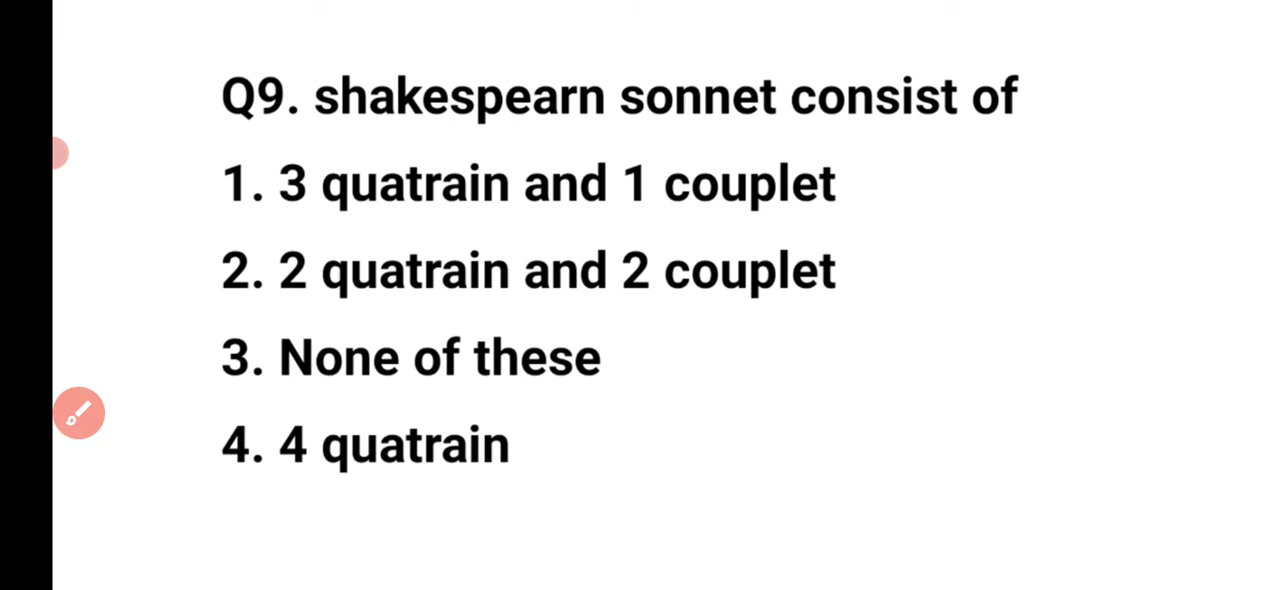 Q9. shakespearn sonnet consist of
1. 3 quatrain and 1 couplet
2. 2 quatrain and 2 couplet
3. None of these
4. 4 quatrain